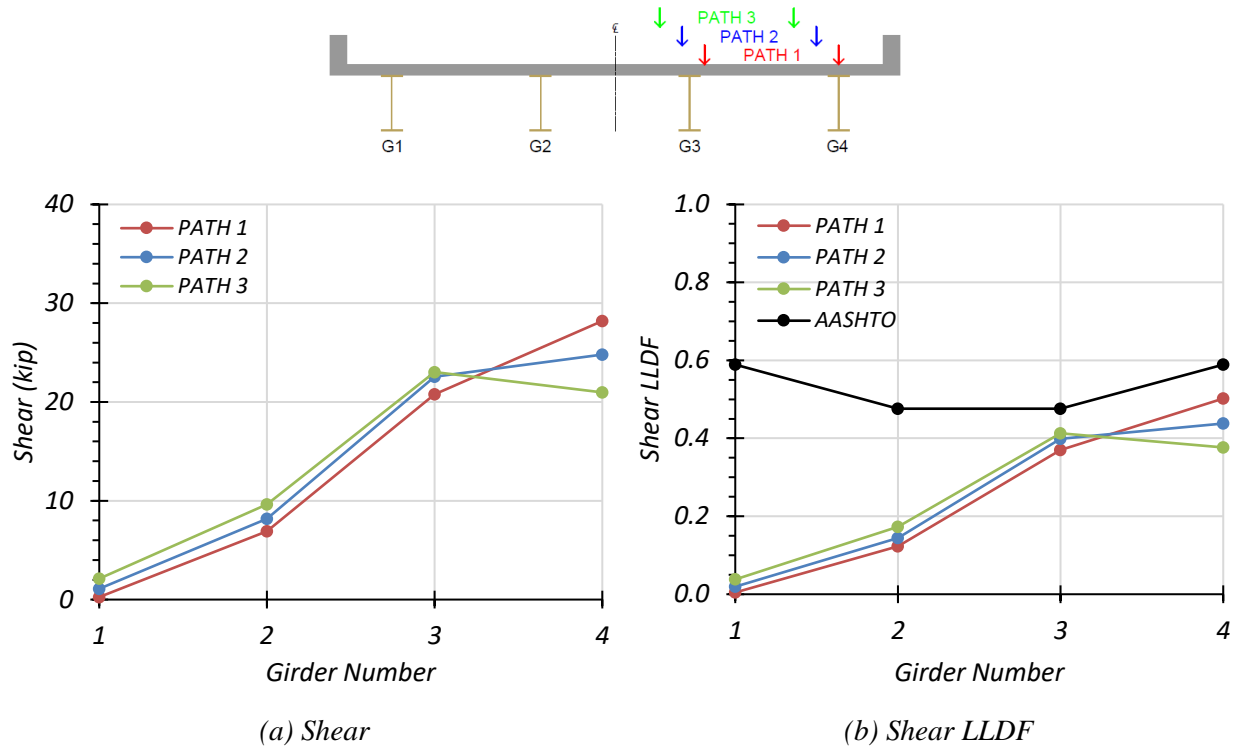 PATH 3
℄
PATH 2
PATH 1
G1 G2 G3 G4
40
30
20
10
0
Shear (kip)
PATH 1
PATH 2
PATH 3
1 2 3 4
Girder Number
(a) Shear
1.0
0.8
0.6
0.4
0.2
0.0
Shear LLDF
PATH 1
PATH 2
PATH 3
AASHTO
1 2 3 4
Girder Number
(b) Shear LLDF